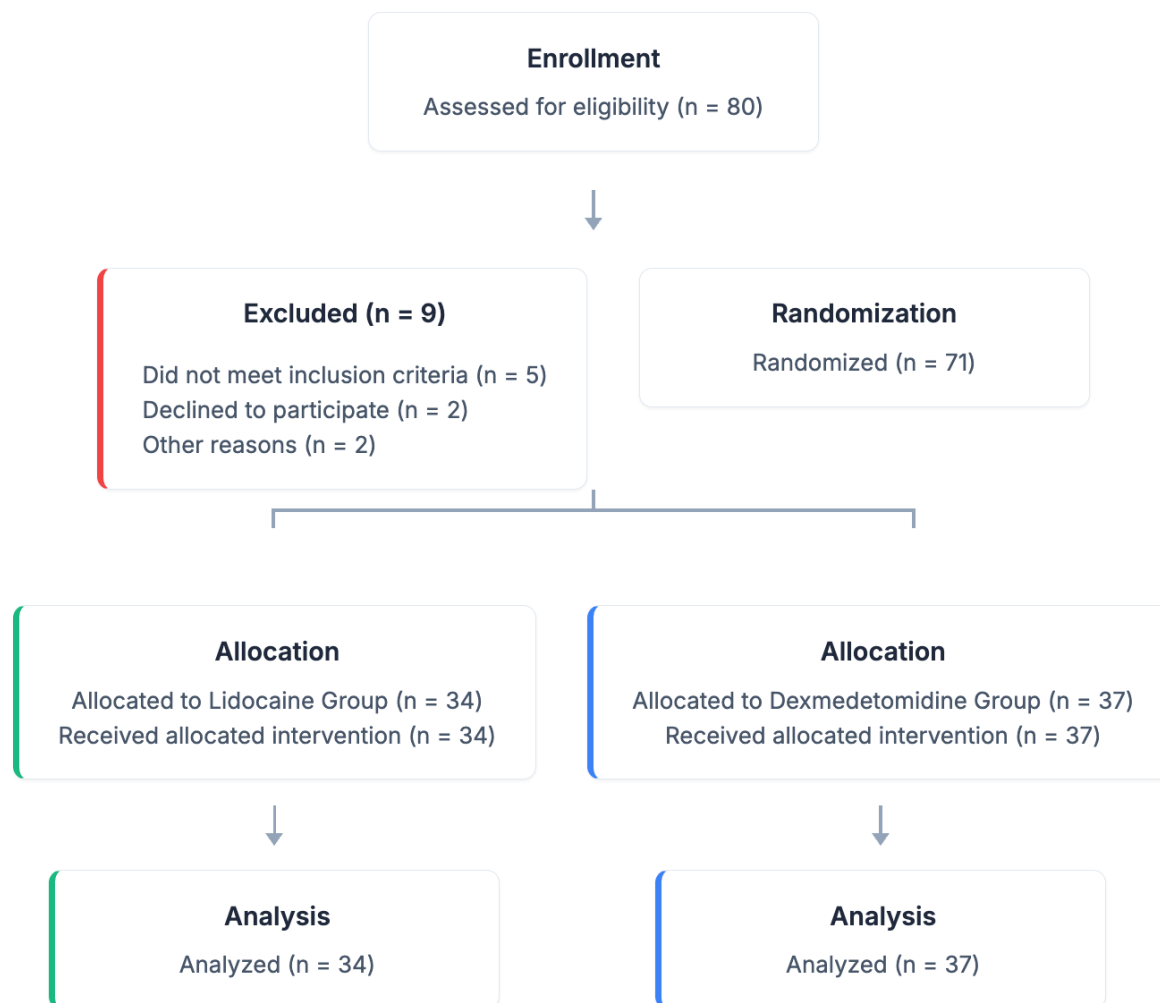 Enrollment
Assessed for eligibility (n = 80)
Excluded (n = 9)
Did not meet inclusion criteria (n = 5)
Declined to participate (n = 2)
Other reasons (n = 2)
Randomization
Randomized (n = 71)
Allocation
Allocated to Lidocaine Group (n = 34)
Received allocated intervention (n = 34)
Allocation
Allocated to Dexmedetomidine Group (n = 37)
Received allocated intervention (n = 37)
Analysis
Analyzed (n = 34)
Analysis
Analyzed (n = 37)